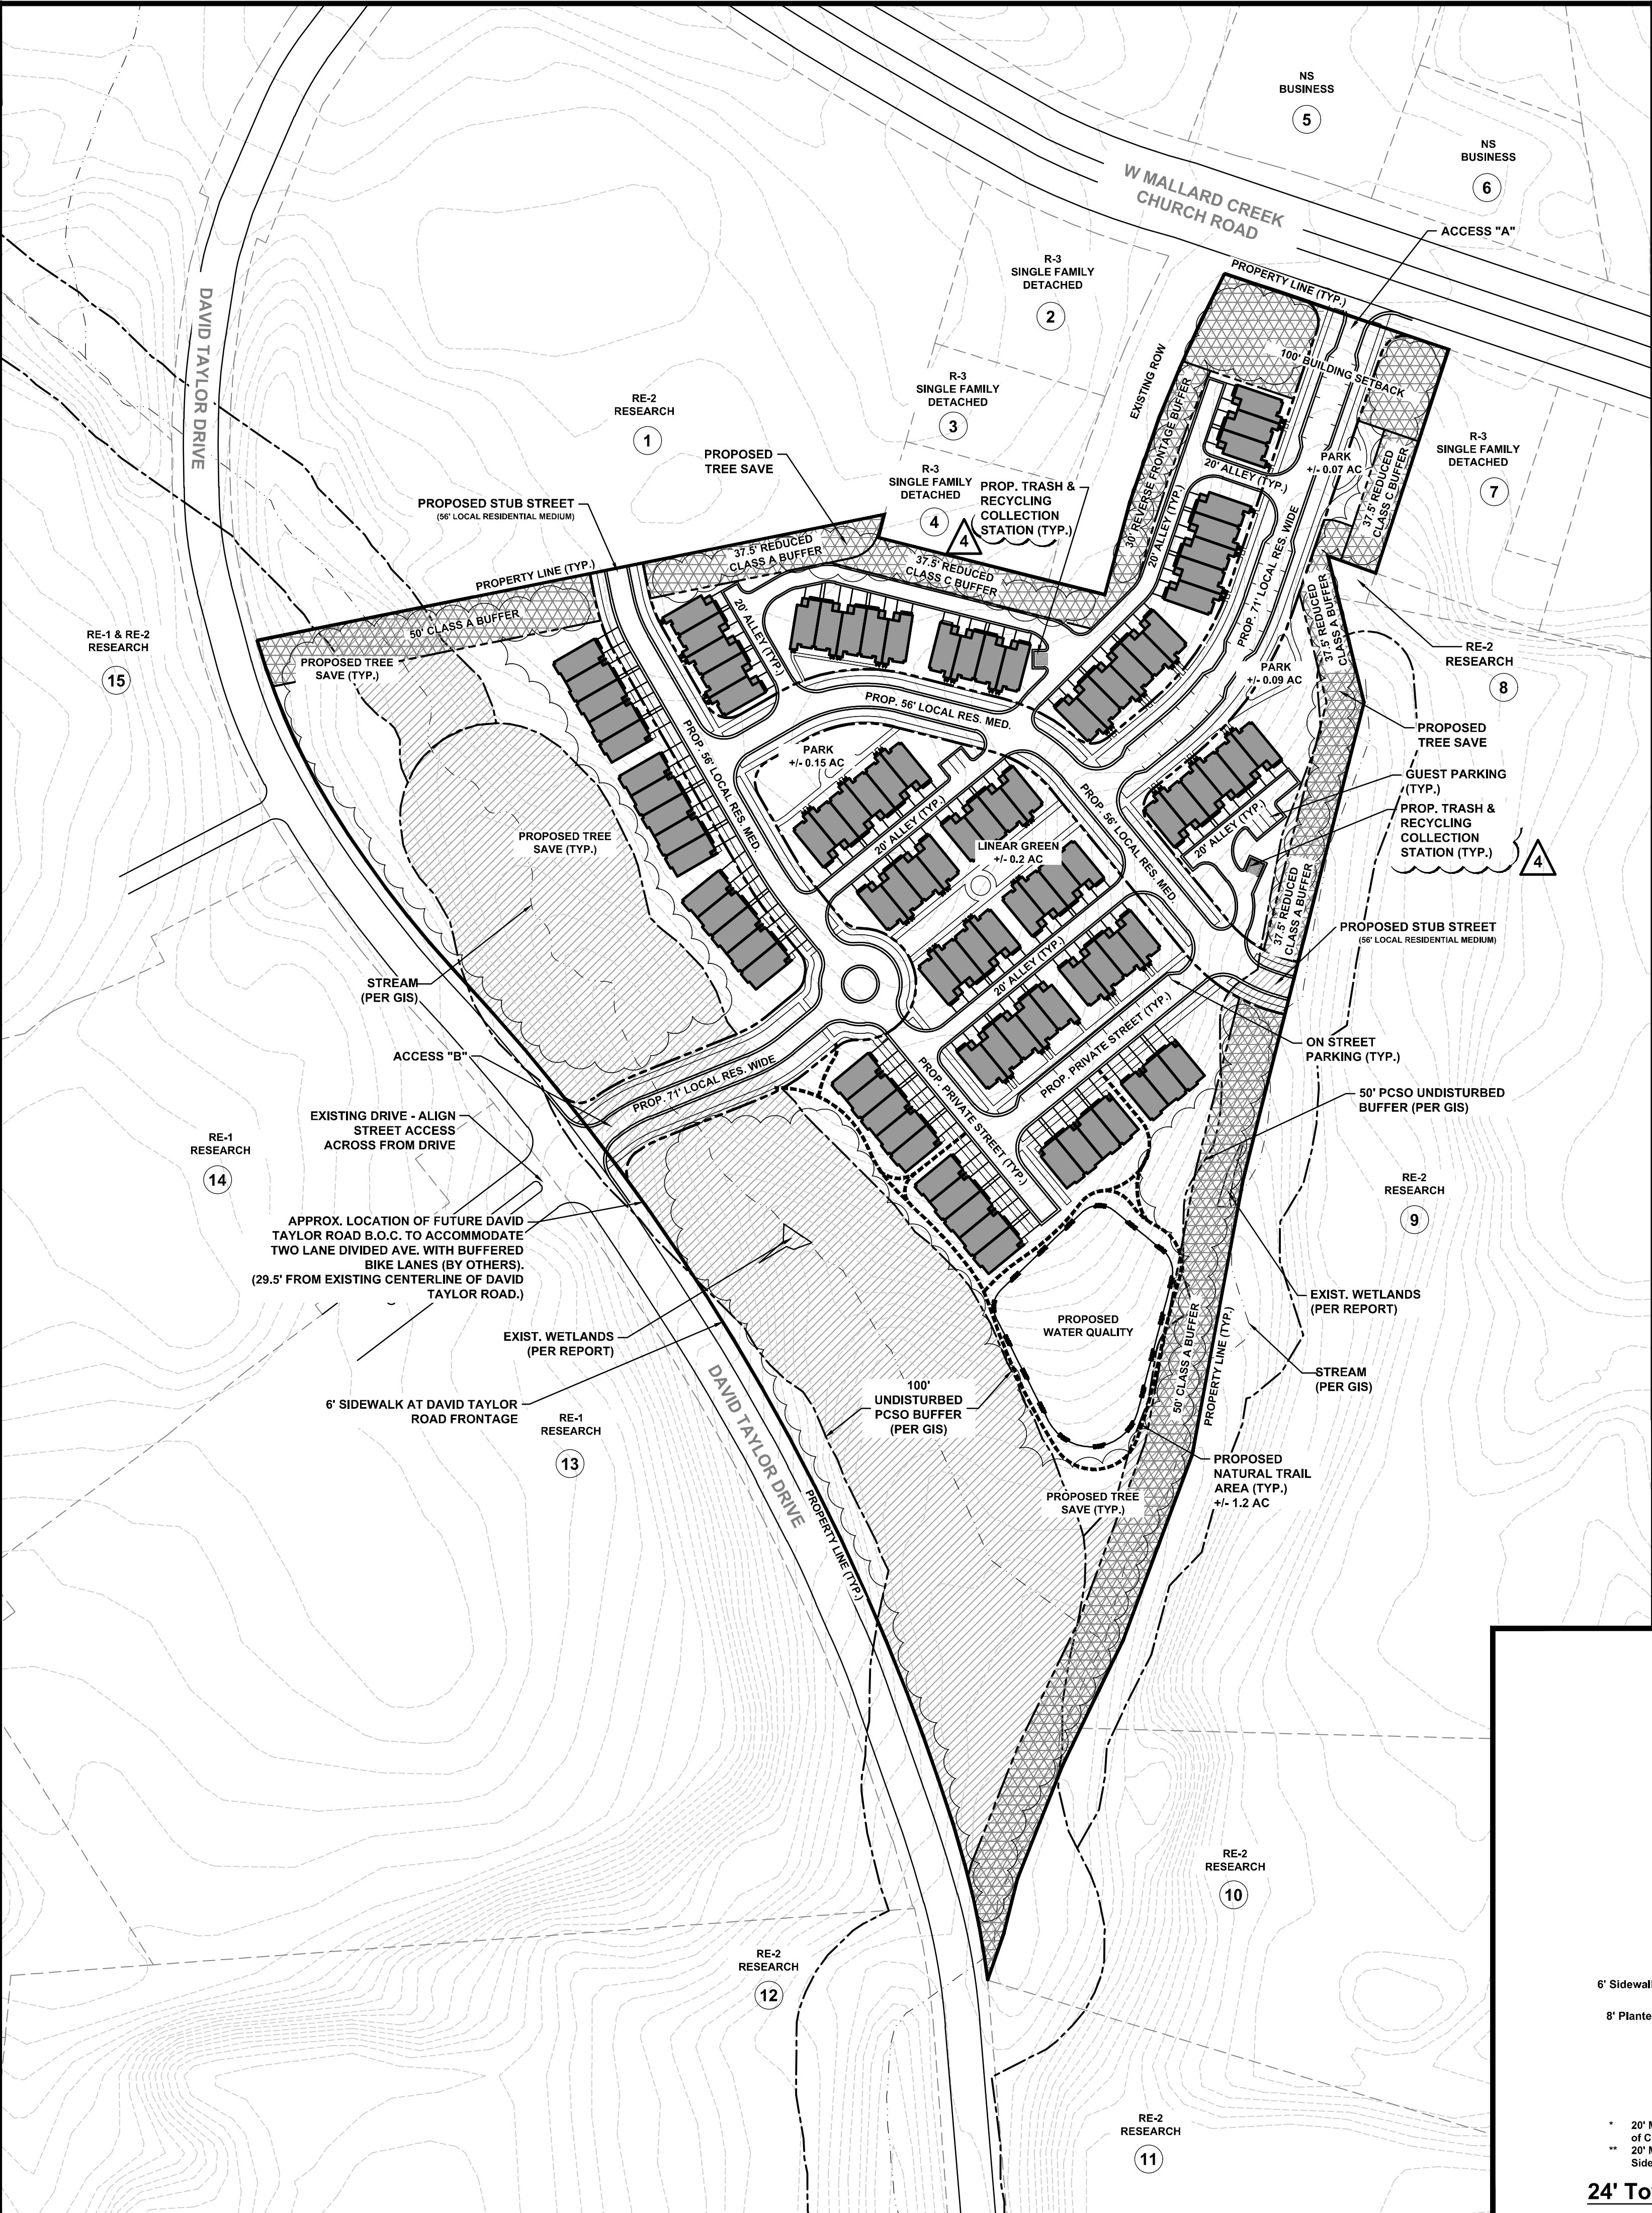 NS
BUSINESS
5
NS
BUSINESS
6
W MALLARD CREEK
CHURCH ROAD
ACCESS "A"
PROPERTY LINE (TYP.)
R-3
SINGLE FAMILY
DETACHED
2
DAVID TAYLOR DRIVE
100' BUILDING SETBACK
EXISTING ROW
R-3
SINGLE FAMILY
DETACHED
3
RE-2
RESEARCH
1
30' REVERSE FRONTAGE BUFFER
R-3
SINGLE FAMILY
DETACHED
7
PARK
+/- 0.07 AC
20' ALLEY (TYP.)
37.5' REDUCED
CLASS C BUFFER
PROPOSED
TREE SAVE
R-3
SINGLE FAMILY
DETACHED
4
PROP. TRASH &
RECYCLING
COLLECTION
STATION (TYP.)
4
20' ALLEY (TYP.)
PROP. 71' LOCAL RES. WIDE
PROPOSED STUB STREET
(56' LOCAL RESIDENTIAL MEDIUM)
37.5' REDUCED
CLASS A BUFFER
37.5' REDUCED
CLASS C BUFFER
PROPERTY LINE (TYP.)
50' CLASS A BUFFER
20' ALLEY (TYP.)
37.5' REDUCED
CLASS A BUFFER
RE-1 & RE-2
RESEARCH
15
PROPOSED TREE
SAVE (TYP.)
RE-2
RESEARCH
8
PARK
+/- 0.09 AC
PROP. 56' LOCAL RES. MED.
PROP. 56' LOCAL RES. MED.
PROPOSED
TREE SAVE
PARK
+/- 0.15 AC
GUEST PARKING
(TYP.)
PROP. TRASH &
RECYCLING
COLLECTION
STATION (TYP.)
4
PROP. 56' LOCAL RES. MED.
20' ALLEY (TYP.)
20' ALLEY (TYP.)
PROPOSED TREE
SAVE (TYP.)
LINEAR GREEN
+/- 0.2 AC
37.5' REDUCED
CLASS A BUFFER
PROPOSED STUB STREET
(56' LOCAL RESIDENTIAL MEDIUM)
20' ALLEY (TYP.)
STREAM
(PER GIS)
ON STREET
PARKING (TYP.)
PROP. PRIVATE STREET (TYP.)
ACCESS "B"
PROP. 71' LOCAL RES. WIDE
PROP. PRIVATE STREET (TYP.)
50' PCSO UNDISTURBED
BUFFER (PER GIS)
EXISTING DRIVE - ALIGN
STREET ACCESS
ACROSS FROM DRIVE
RE-1
RESEARCH
14
RE-2
RESEARCH
9
APPROX. LOCATION OF FUTURE DAVID
TAYLOR ROAD B.O.C. TO ACCOMMODATE
TWO LANE DIVIDED AVE. WITH BUFFERED
BIKE LANES (BY OTHERS).
(29.5' FROM EXISTING CENTERLINE OF DAVID
TAYLOR ROAD.)
EXIST. WETLANDS
(PER REPORT)
EXIST. WETLANDS
(PER REPORT)
PROPOSED
WATER QUALITY
50' CLASS A BUFFER
PROPERTY LINE (TYP.)
STREAM
(PER GIS)
6' SIDEWALK AT DAVID TAYLOR
ROAD FRONTAGE
100'
UNDISTURBED
PCSO BUFFER
(PER GIS)
RE-1
RESEARCH
13
DAVID TAYLOR DRIVE
PROPERTY LINE (TYP.)
PROPOSED
NATURAL TRAIL
AREA (TYP.)
+/- 1.2 AC
PROPOSED TREE
SAVE (TYP.)
RE-2
RESEARCH
10
RE-2
RESEARCH
12
RE-2
RESEARCH
11
6' Sidewal
8' Plante
* 20' M
of C
** 20' M
Side
24' To